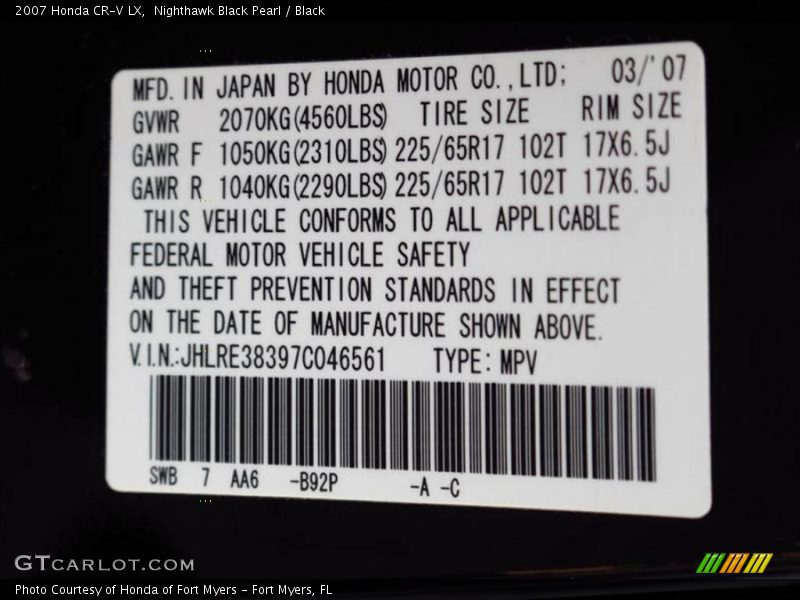 2007 Honda CR-V LX,  Nighthawk Black Pearl / Black
MFD. IN JAPAN BY HONDA MOTOR CO.,LTD; 03/'07
GVWR 2070KG(4560LBS) TIRE SIZE RIM SIZE
GAWR F 1050KG(2310LBS) 225/65R17 102T 17X6.5J
GAWR R 1040KG(2290LBS) 225/65R17 102T 17X6.5J
THIS VEHICLE CONFORMS TO ALL APPLICABLE
FEDERAL MOTOR VEHICLE SAFETY
AND THEFT PREVENTION STANDARDS IN EFFECT
ON THE DATE OF MANUFACTURE SHOWN ABOVE.
V.I.N.:JHLRE38397C046561 TYPE: MPV
SWB 7 AA6 -B92P -A -C
GTCARLOT.COM
Photo Courtesy of Honda of Fort Myers - Fort Myers, FL